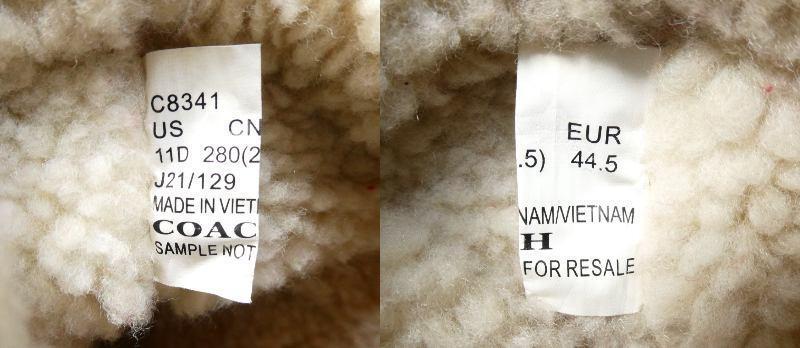 C8341
US CN
11D 280(2
J21/129
MADE IN VIET
COAC
SAMPLE NOT
EUR
.5) 44.5
NAM/VIETNAM
H
FOR RESALE